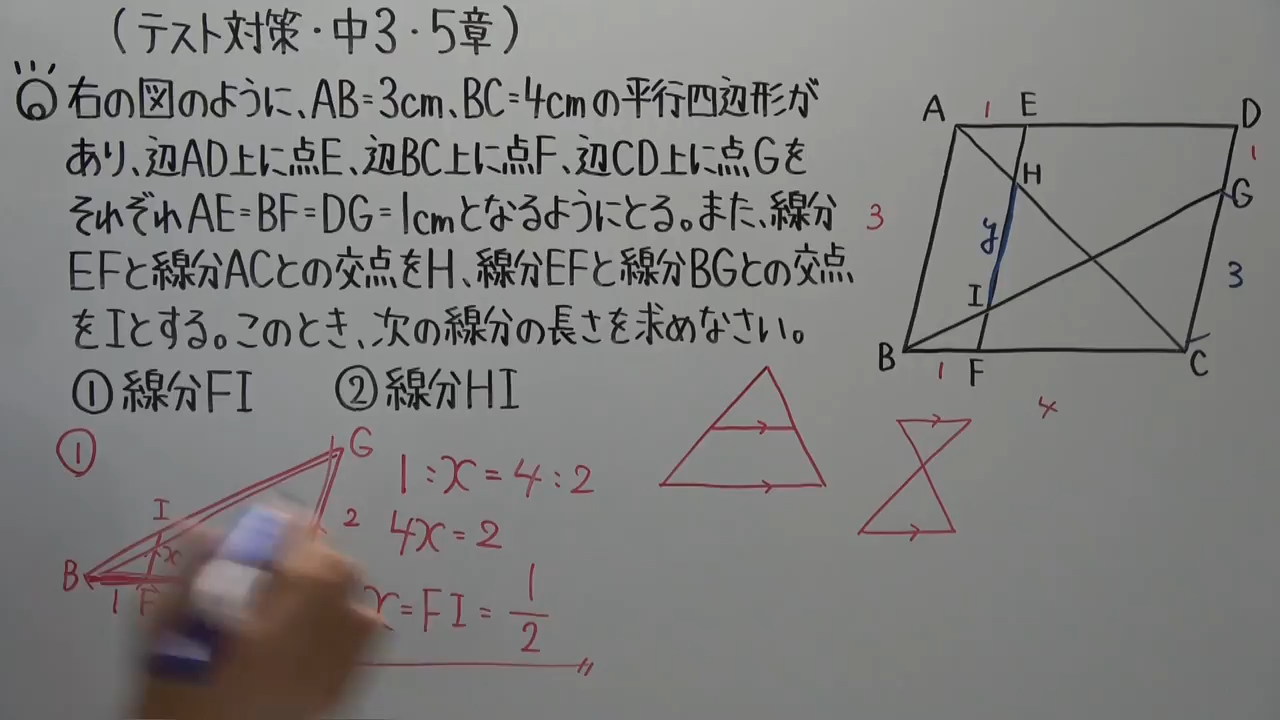 (テスト対策・中3・5章)
◎右の図のように、AB=3cm、BC=4cmの平行四辺形が
あり、辺AD上に点E、辺BC上に点F、辺CD上に点Gを
それぞれAE=BF=DG=1cmとなるようにとる。また、線分
EFと線分ACとの交点をH、線分EFと線分BGとの交点
をIとする。このとき、次の線分の長さを求めなさい。
①線分FI ②線分HI
A 1 E D
1
H G
3 y
I 3
B 1 F C
4
①
G
I 2
B x
1 F
1:x=4:2
4x=2
x=FI=1/2